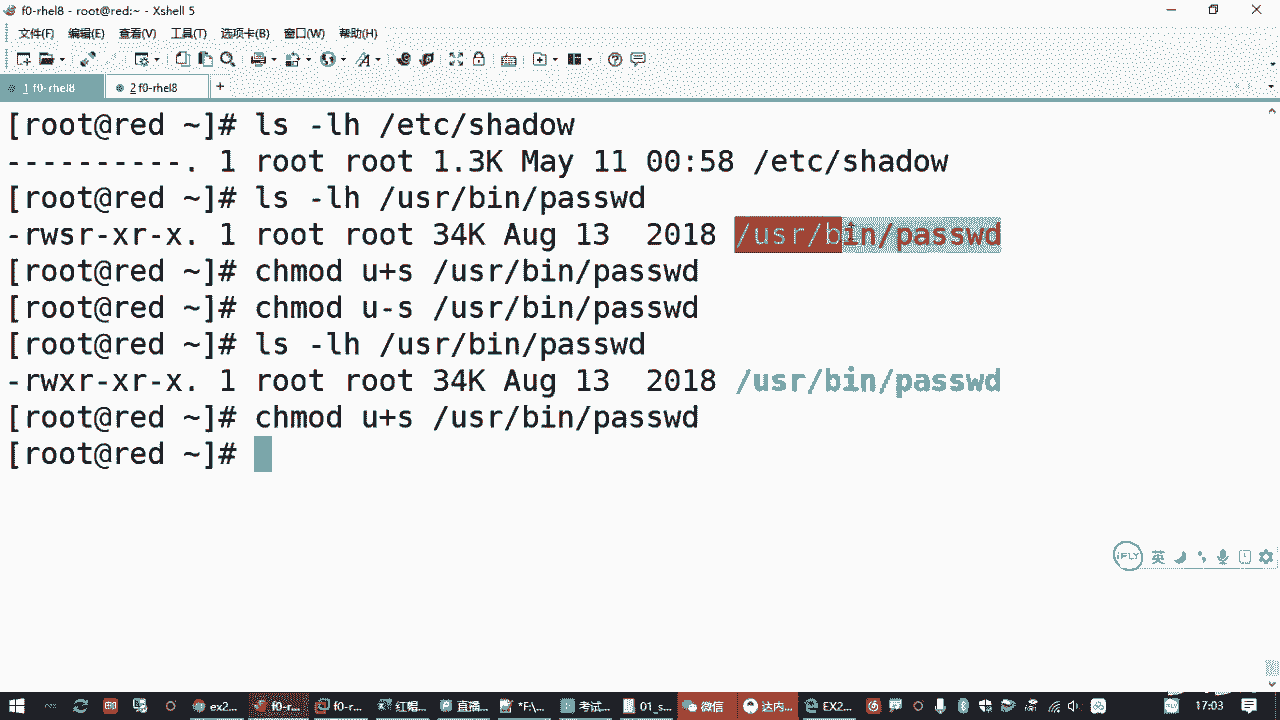 f0-rhel8 - root@red:~ - Xshell 5
文件(F) 编辑(E) 查看(V) 工具(T) 选项卡(B) 窗口(W) 帮助(H)
1 f0-rhel8 2 f0-rhel8 +
[root@red ~]# ls -lh /etc/shadow
----------. 1 root root 1.3K May 11 00:58 /etc/shadow
[root@red ~]# ls -lh /usr/bin/passwd
-rwsr-xr-x. 1 root root 34K Aug 13  2018 /usr/bin/passwd
[root@red ~]# chmod u+s /usr/bin/passwd
[root@red ~]# chmod u-s /usr/bin/passwd
[root@red ~]# ls -lh /usr/bin/passwd
-rwxr-xr-x. 1 root root 34K Aug 13  2018 /usr/bin/passwd
[root@red ~]# chmod u+s /usr/bin/passwd
[root@red ~]#
iFLY 英
ex2... f0-r... f0-r... 红帽... 直播... *F:\... 考试... 01_s... 微信 达内... EX2... 17:03